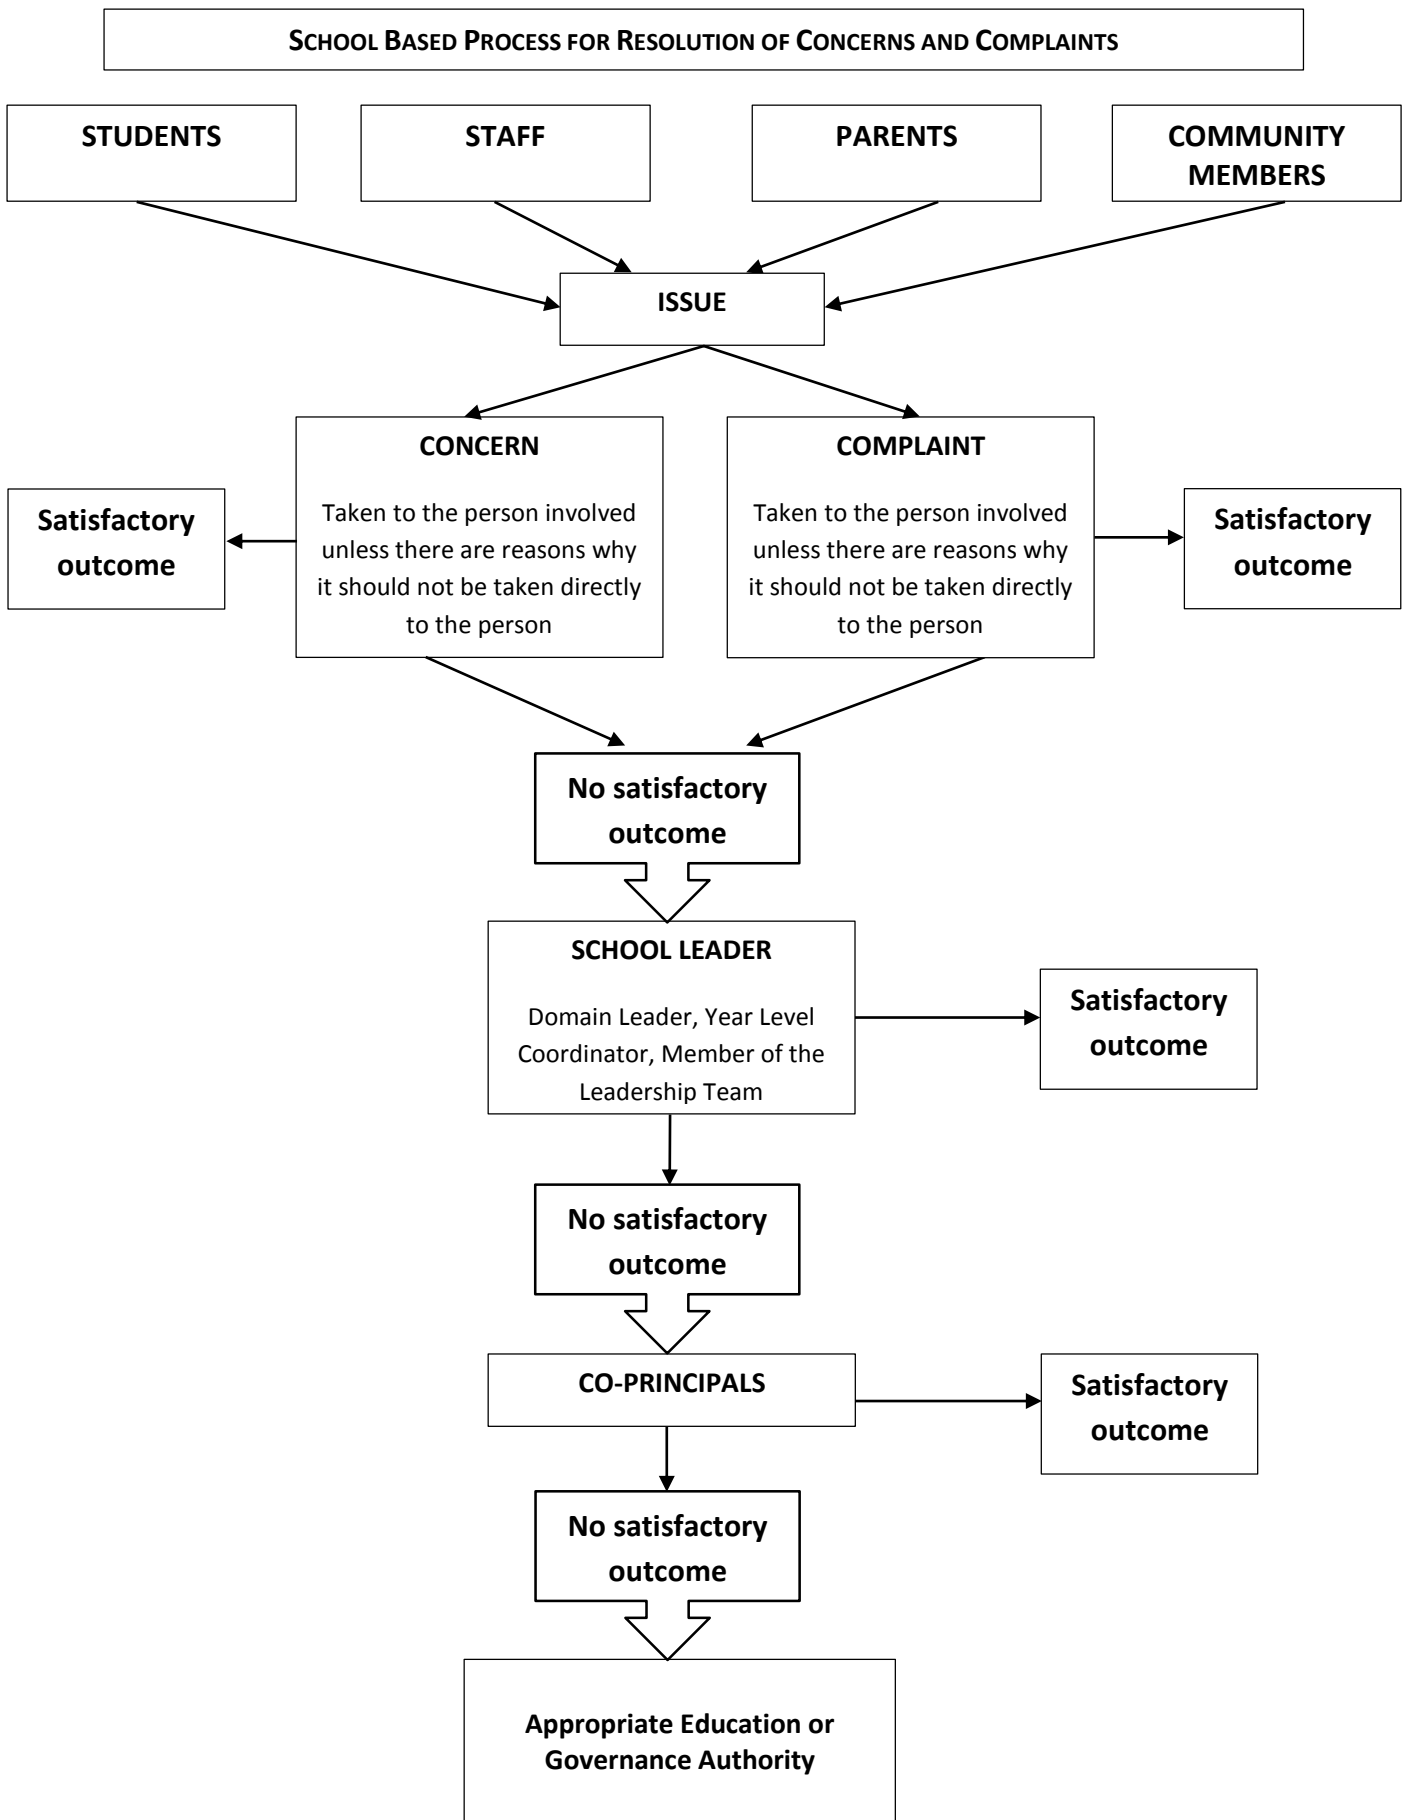 SCHOOL BASED PROCESS FOR RESOLUTION OF CONCERNS AND COMPLAINTS
STUDENTS
STAFF
PARENTS
COMMUNITY
MEMBERS
ISSUE
CONCERN
Taken to the person involved
unless there are reasons why
it should not be taken directly
to the person
COMPLAINT
Taken to the person involved
unless there are reasons why
it should not be taken directly
to the person
Satisfactory
outcome
Satisfactory
outcome
No satisfactory
outcome
SCHOOL LEADER
Domain Leader, Year Level
Coordinator, Member of the
Leadership Team
Satisfactory
outcome
No satisfactory
outcome
CO-PRINCIPALS
Satisfactory
outcome
No satisfactory
outcome
Appropriate Education or
Governance Authority